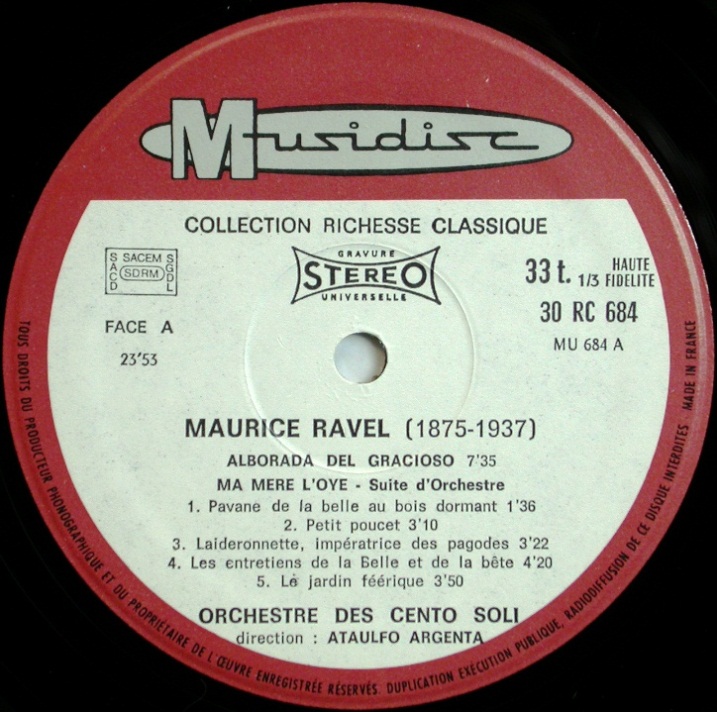 Musidisc
COLLECTION RICHESSE CLASSIQUE
SACD
SACEM
SDRM
SGDL
GRAVURE
STEREO
UNIVERSELLE
33 t. 1/3 HAUTE FIDELITE
30 RC 684
MU 684 A
FACE A
23'53
MAURICE RAVEL (1875-1937)
ALBORADA DEL GRACIOSO 7'35
MA MERE L'OYE - Suite d'Orchestre
1. Pavane de la belle au bois dormant 1'36
2. Petit poucet 3'10
3. Laideronnette, impératrice des pagodes 3'22
4. Les entretiens de la Belle et de la bête 4'20
5. Le jardin féérique 3'50
ORCHESTRE DES CENTO SOLI
direction : ATAULFO ARGENTA
TOUS DROITS DU PRODUCTEUR PHONOGRAPHIQUE ET DU PROPRIÉTAIRE DE L'ŒUVRE ENREGISTRÉE RÉSERVÉS. DUPLICATION EXÉCUTION PUBLIQUE, RADIODIFFUSION DE CE DISQUE INTERDITES. MADE IN FRANCE